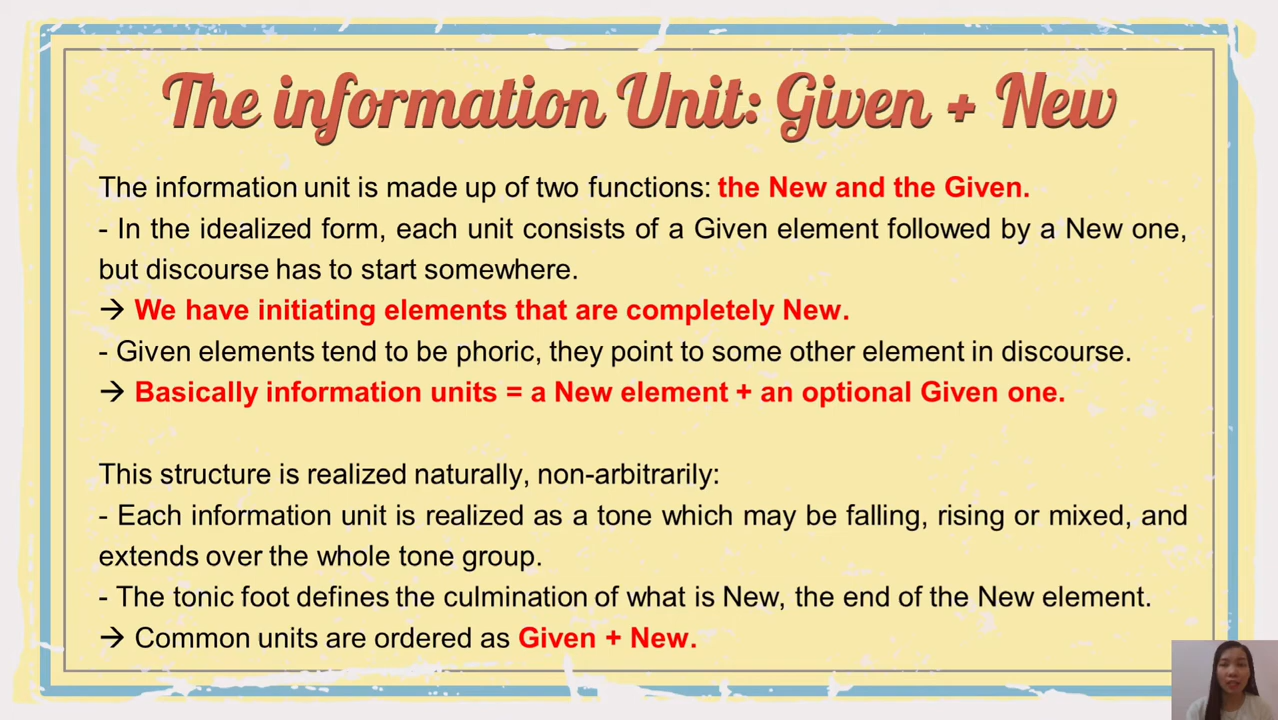 The information Unit: Given + New
The information unit is made up of two functions: the New and the Given.
- In the idealized form, each unit consists of a Given element followed by a New one,
but discourse has to start somewhere.
→ We have initiating elements that are completely New.
- Given elements tend to be phoric, they point to some other element in discourse.
→ Basically information units = a New element + an optional Given one.
This structure is realized naturally, non-arbitrarily:
- Each information unit is realized as a tone which may be falling, rising or mixed, and
extends over the whole tone group.
- The tonic foot defines the culmination of what is New, the end of the New element.
→ Common units are ordered as Given + New.